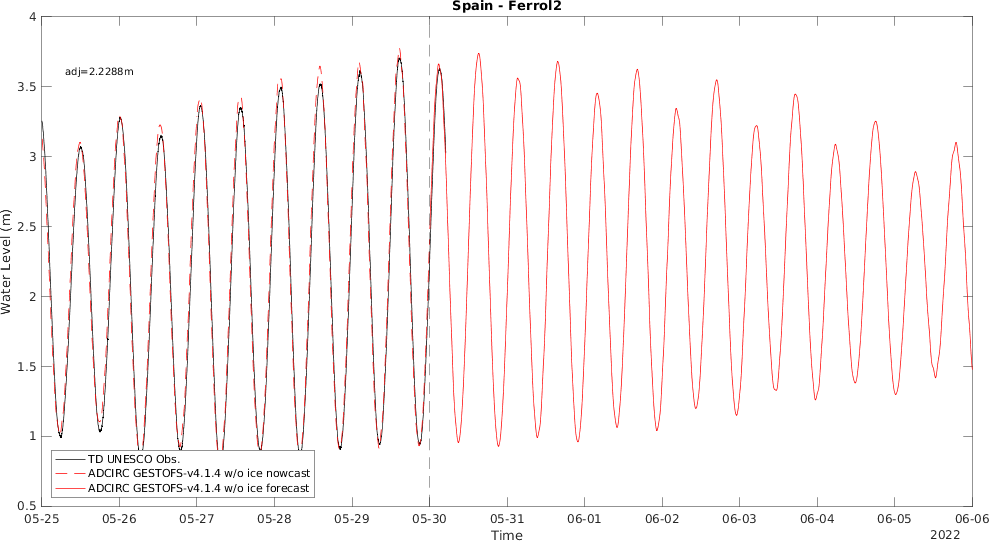 Spain - Ferrol2
adj=2.2288m
4
3.5
3
2.5
2
1.5
1
0.5
Water Level (m)
TD UNESCO Obs.
ADCIRC GESTOFS-v4.1.4 w/o ice nowcast
ADCIRC GESTOFS-v4.1.4 w/o ice forecast
05-25 05-26 05-27 05-28 05-29 05-30 05-31 06-01 06-02 06-03 06-04 06-05 06-06
Time
2022